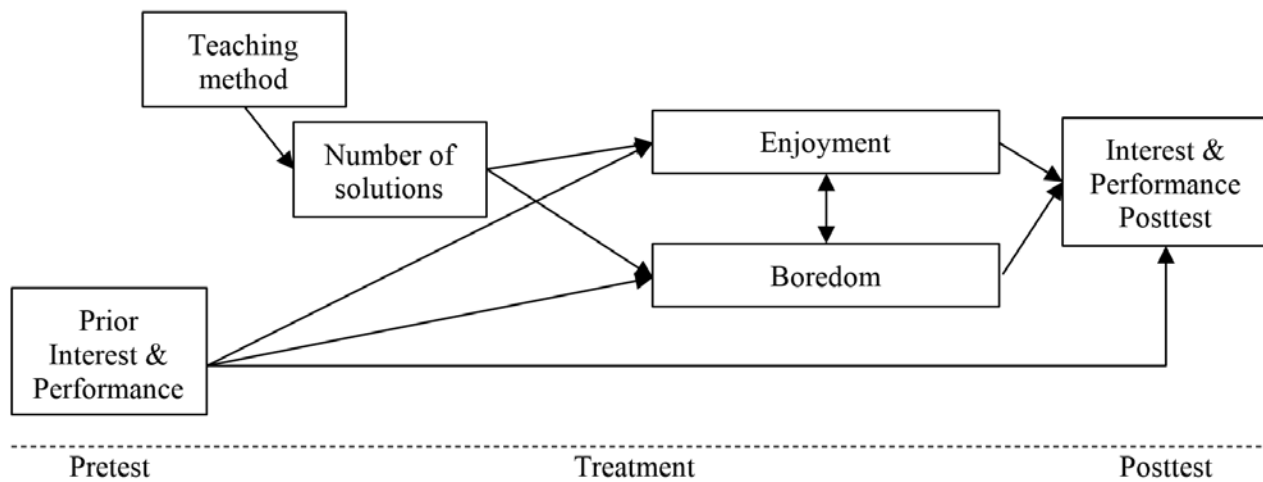 Teaching
method
Number of
solutions
Enjoyment
Interest &
Performance
Posttest
Boredom
Prior
Interest &
Performance
Pretest
Treatment
Posttest